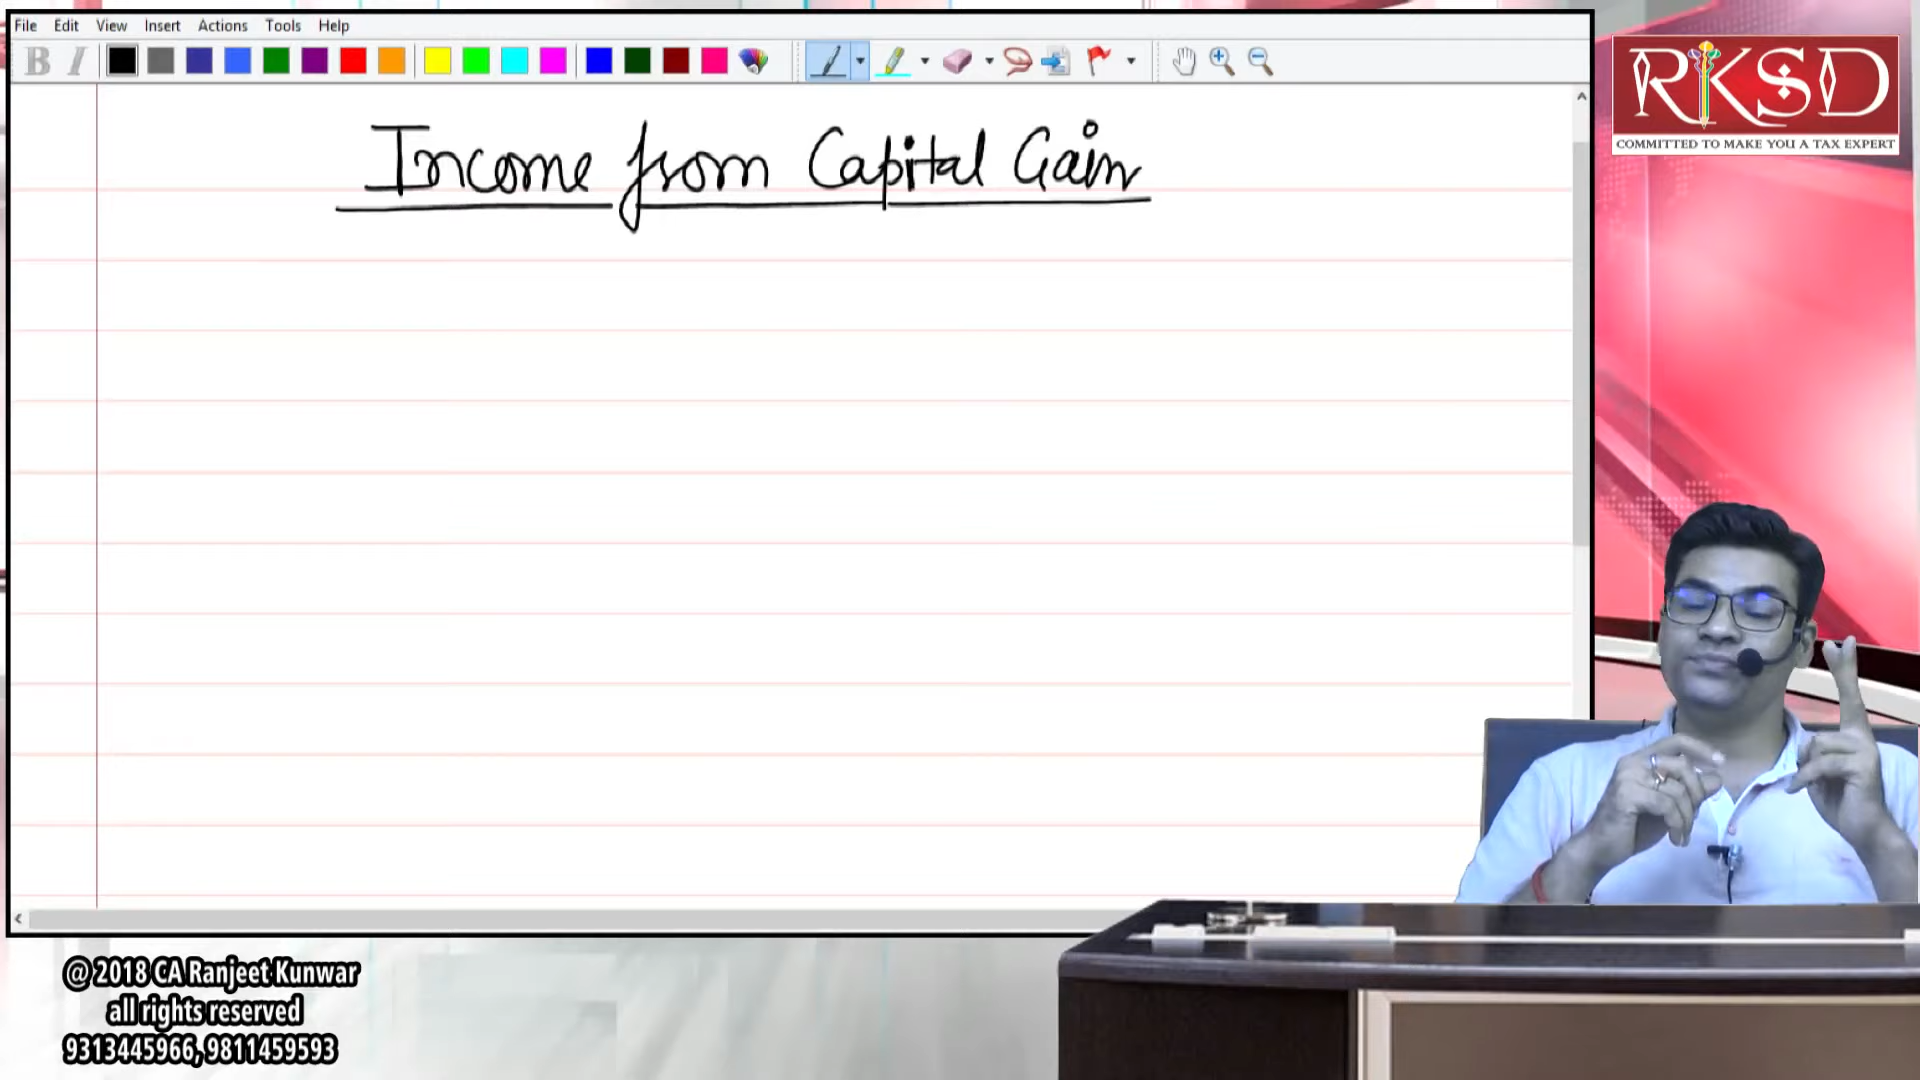 File Edit View Insert Actions Tools Help
B I
Income from Capital Gain
RKSD
COMMITTED TO MAKE YOU A TAX EXPERT
@ 2018 CA Ranjeet Kunwar
all rights reserved
9313445966, 9811459593